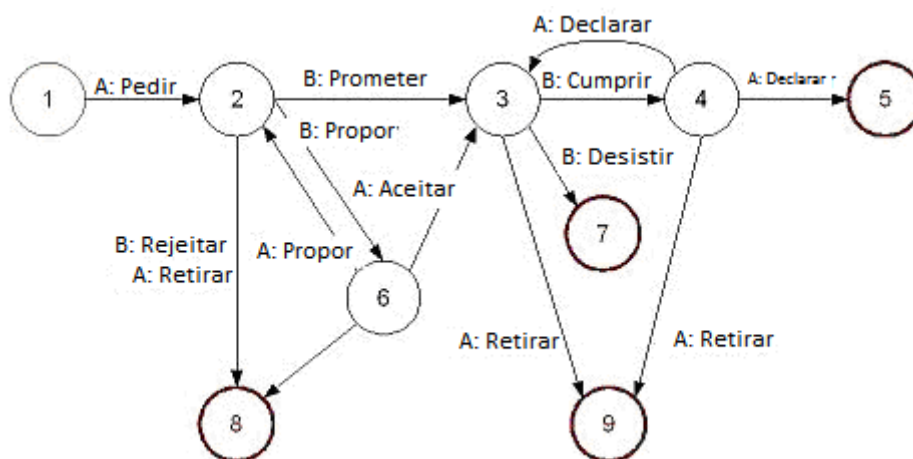 A: Declarar
1
A: Pedir
2
B: Prometer
3
B: Cumprir
4
A: Declarar
5
B: Propor
A: Aceitar
B: Desistir
7
B: Rejeitar
A: Retirar
A: Propor
6
A: Retirar
A: Retirar
8
9